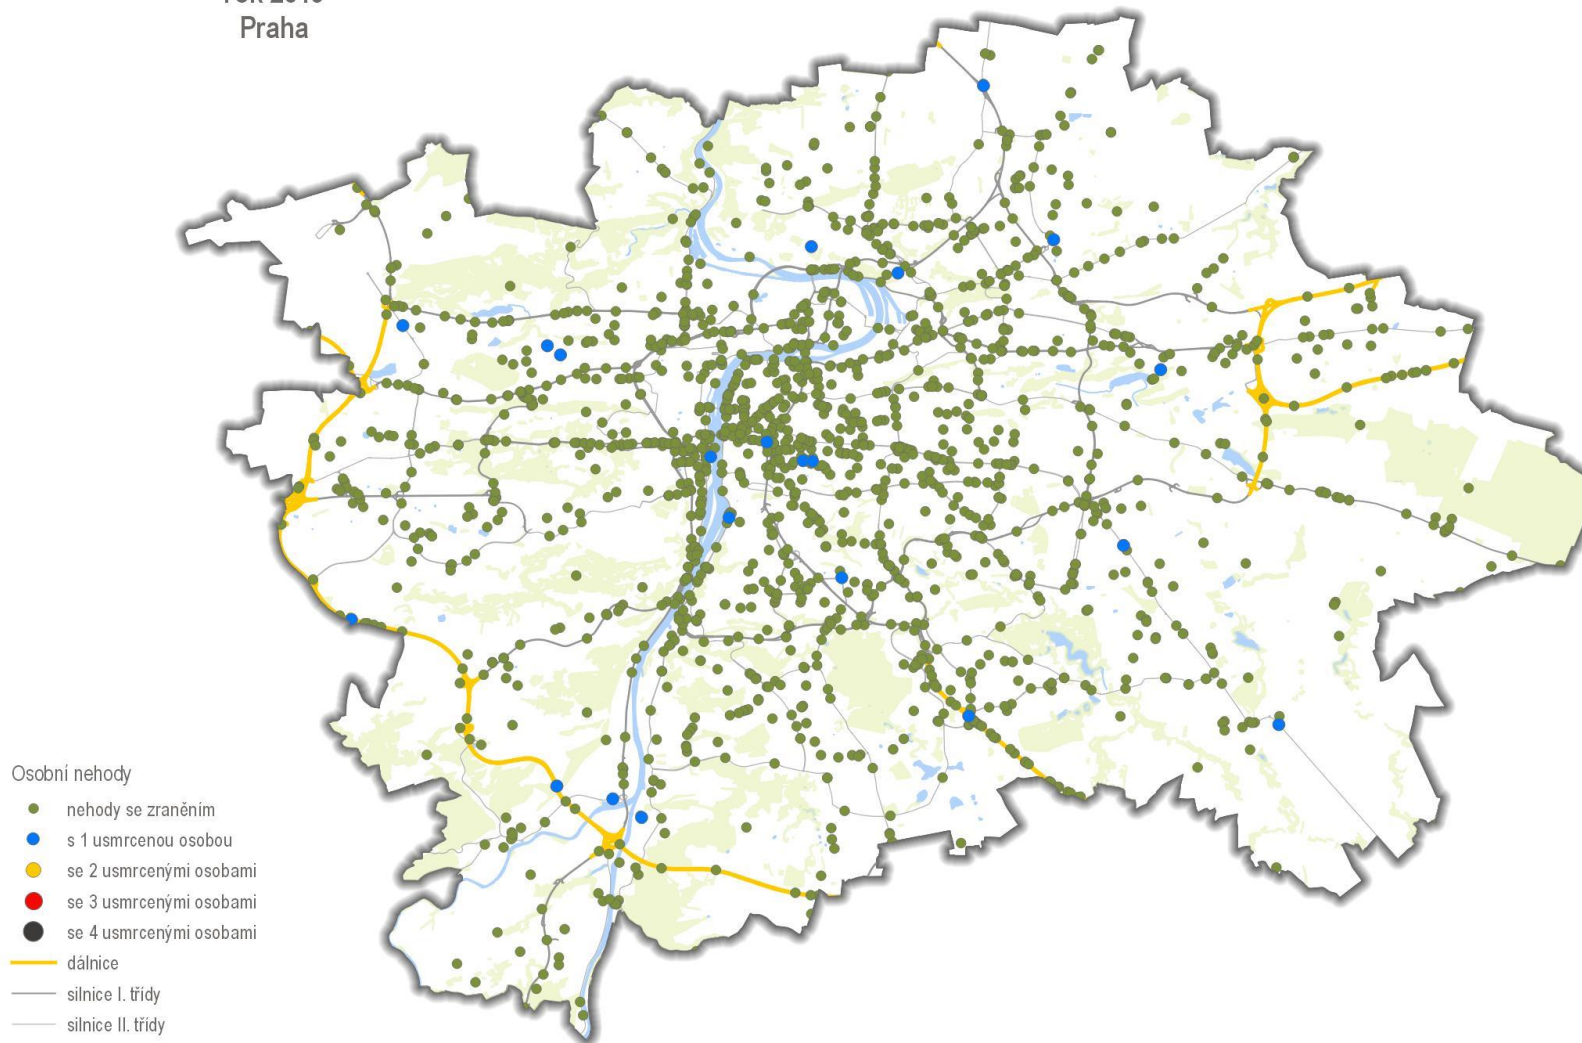 Praha
Osobní nehody
nehody se zraněním
s 1 usmrcenou osobou
se 2 usmrcenými osobami
se 3 usmrcenými osobami
se 4 usmrcenými osobami
dálnice
silnice I. třídy
silnice II. třídy